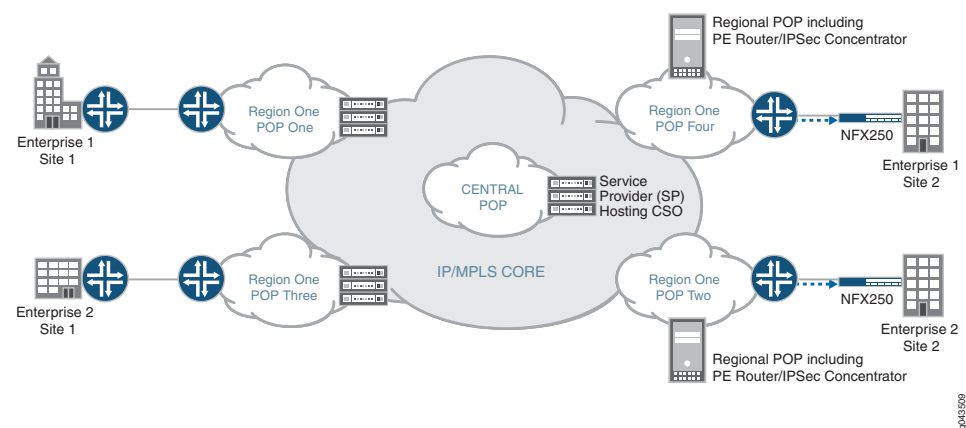 Regional POP including
PE Router/IPSec Concentrator
Enterprise 1
Site 1
Region One
POP One
Region One
POP Four
NFX250
Enterprise 1
Site 2
CENTRAL
POP
Service
Provider (SP)
Hosting CSO
IP/MPLS CORE
Enterprise 2
Site 1
Region One
POP Three
Region One
POP Two
NFX250
Enterprise 2
Site 2
Regional POP including
PE Router/IPSec Concentrator
g043509